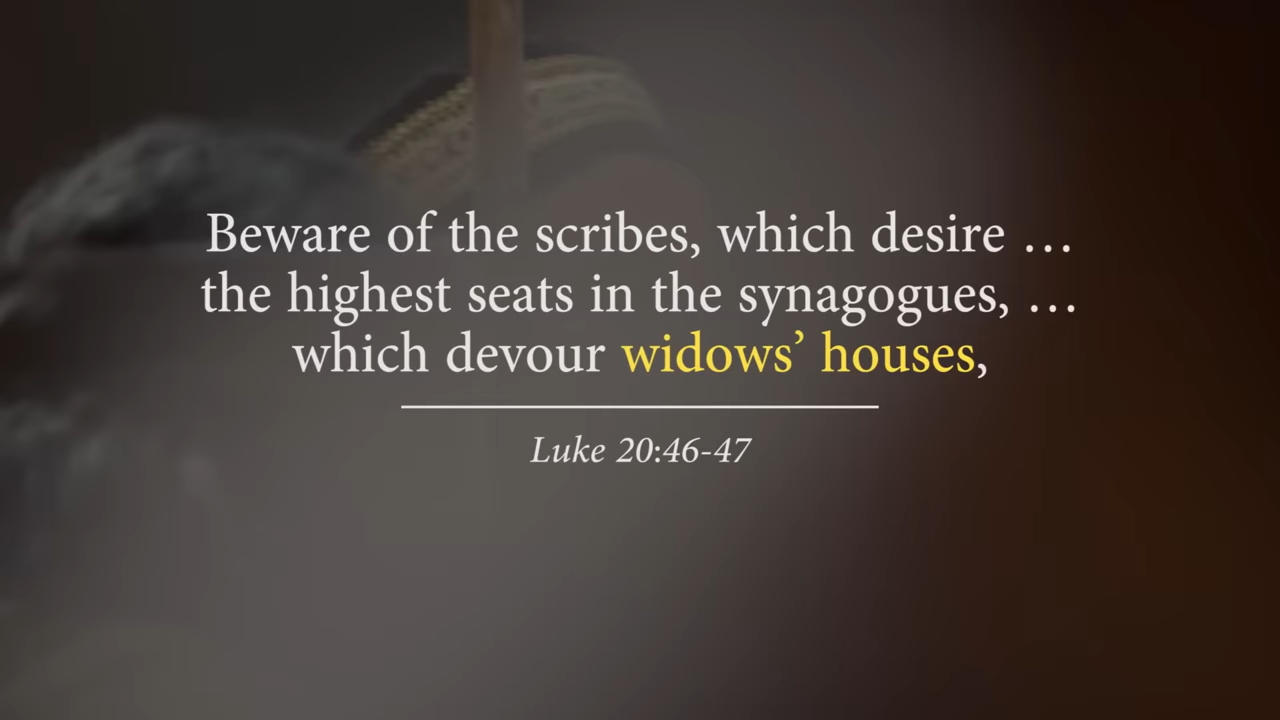 Beware of the scribes, which desire …
the highest seats in the synagogues, …
which devour widows’ houses,
Luke 20:46-47